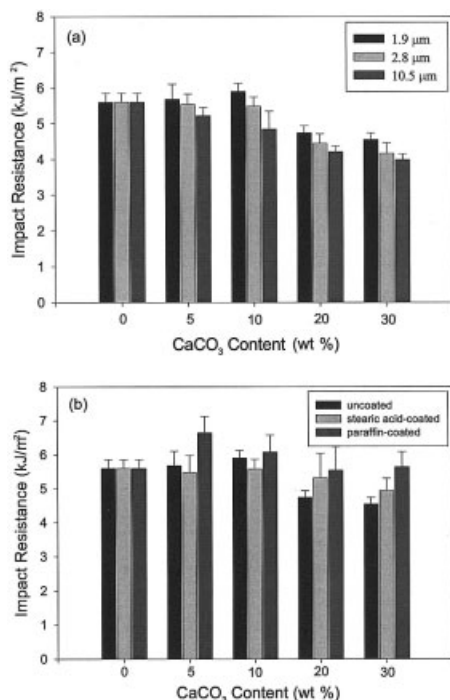 (a)
1.9 µm
2.8 µm
10.5 µm
Impact Resistance (kJ/m²)
8
7
6
5
4
3
2
1
0
0 5 10 20 30
CaCO₃ Content (wt %)
(b)
uncoated
stearic acid-coated
paraffin-coated
Impact Resistance (kJ/m²)
8
7
6
5
4
3
2
1
0
0 5 10 20 30
CaCO₃ Content (wt %)